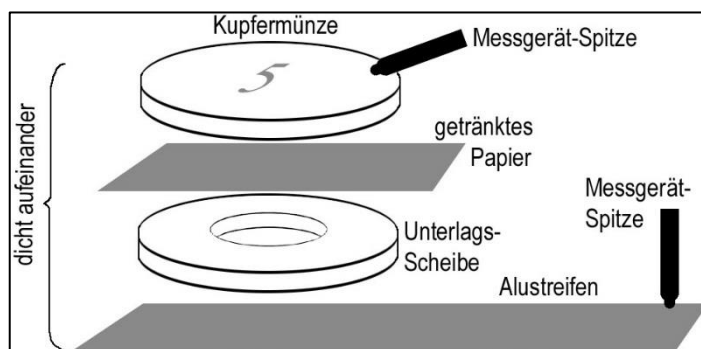 Kupfermünze
Messgerät-Spitze
5
getränktes
Papier
dicht aufeinander
Messgerät-
Spitze
Unterlags-
Scheibe
Alustreifen